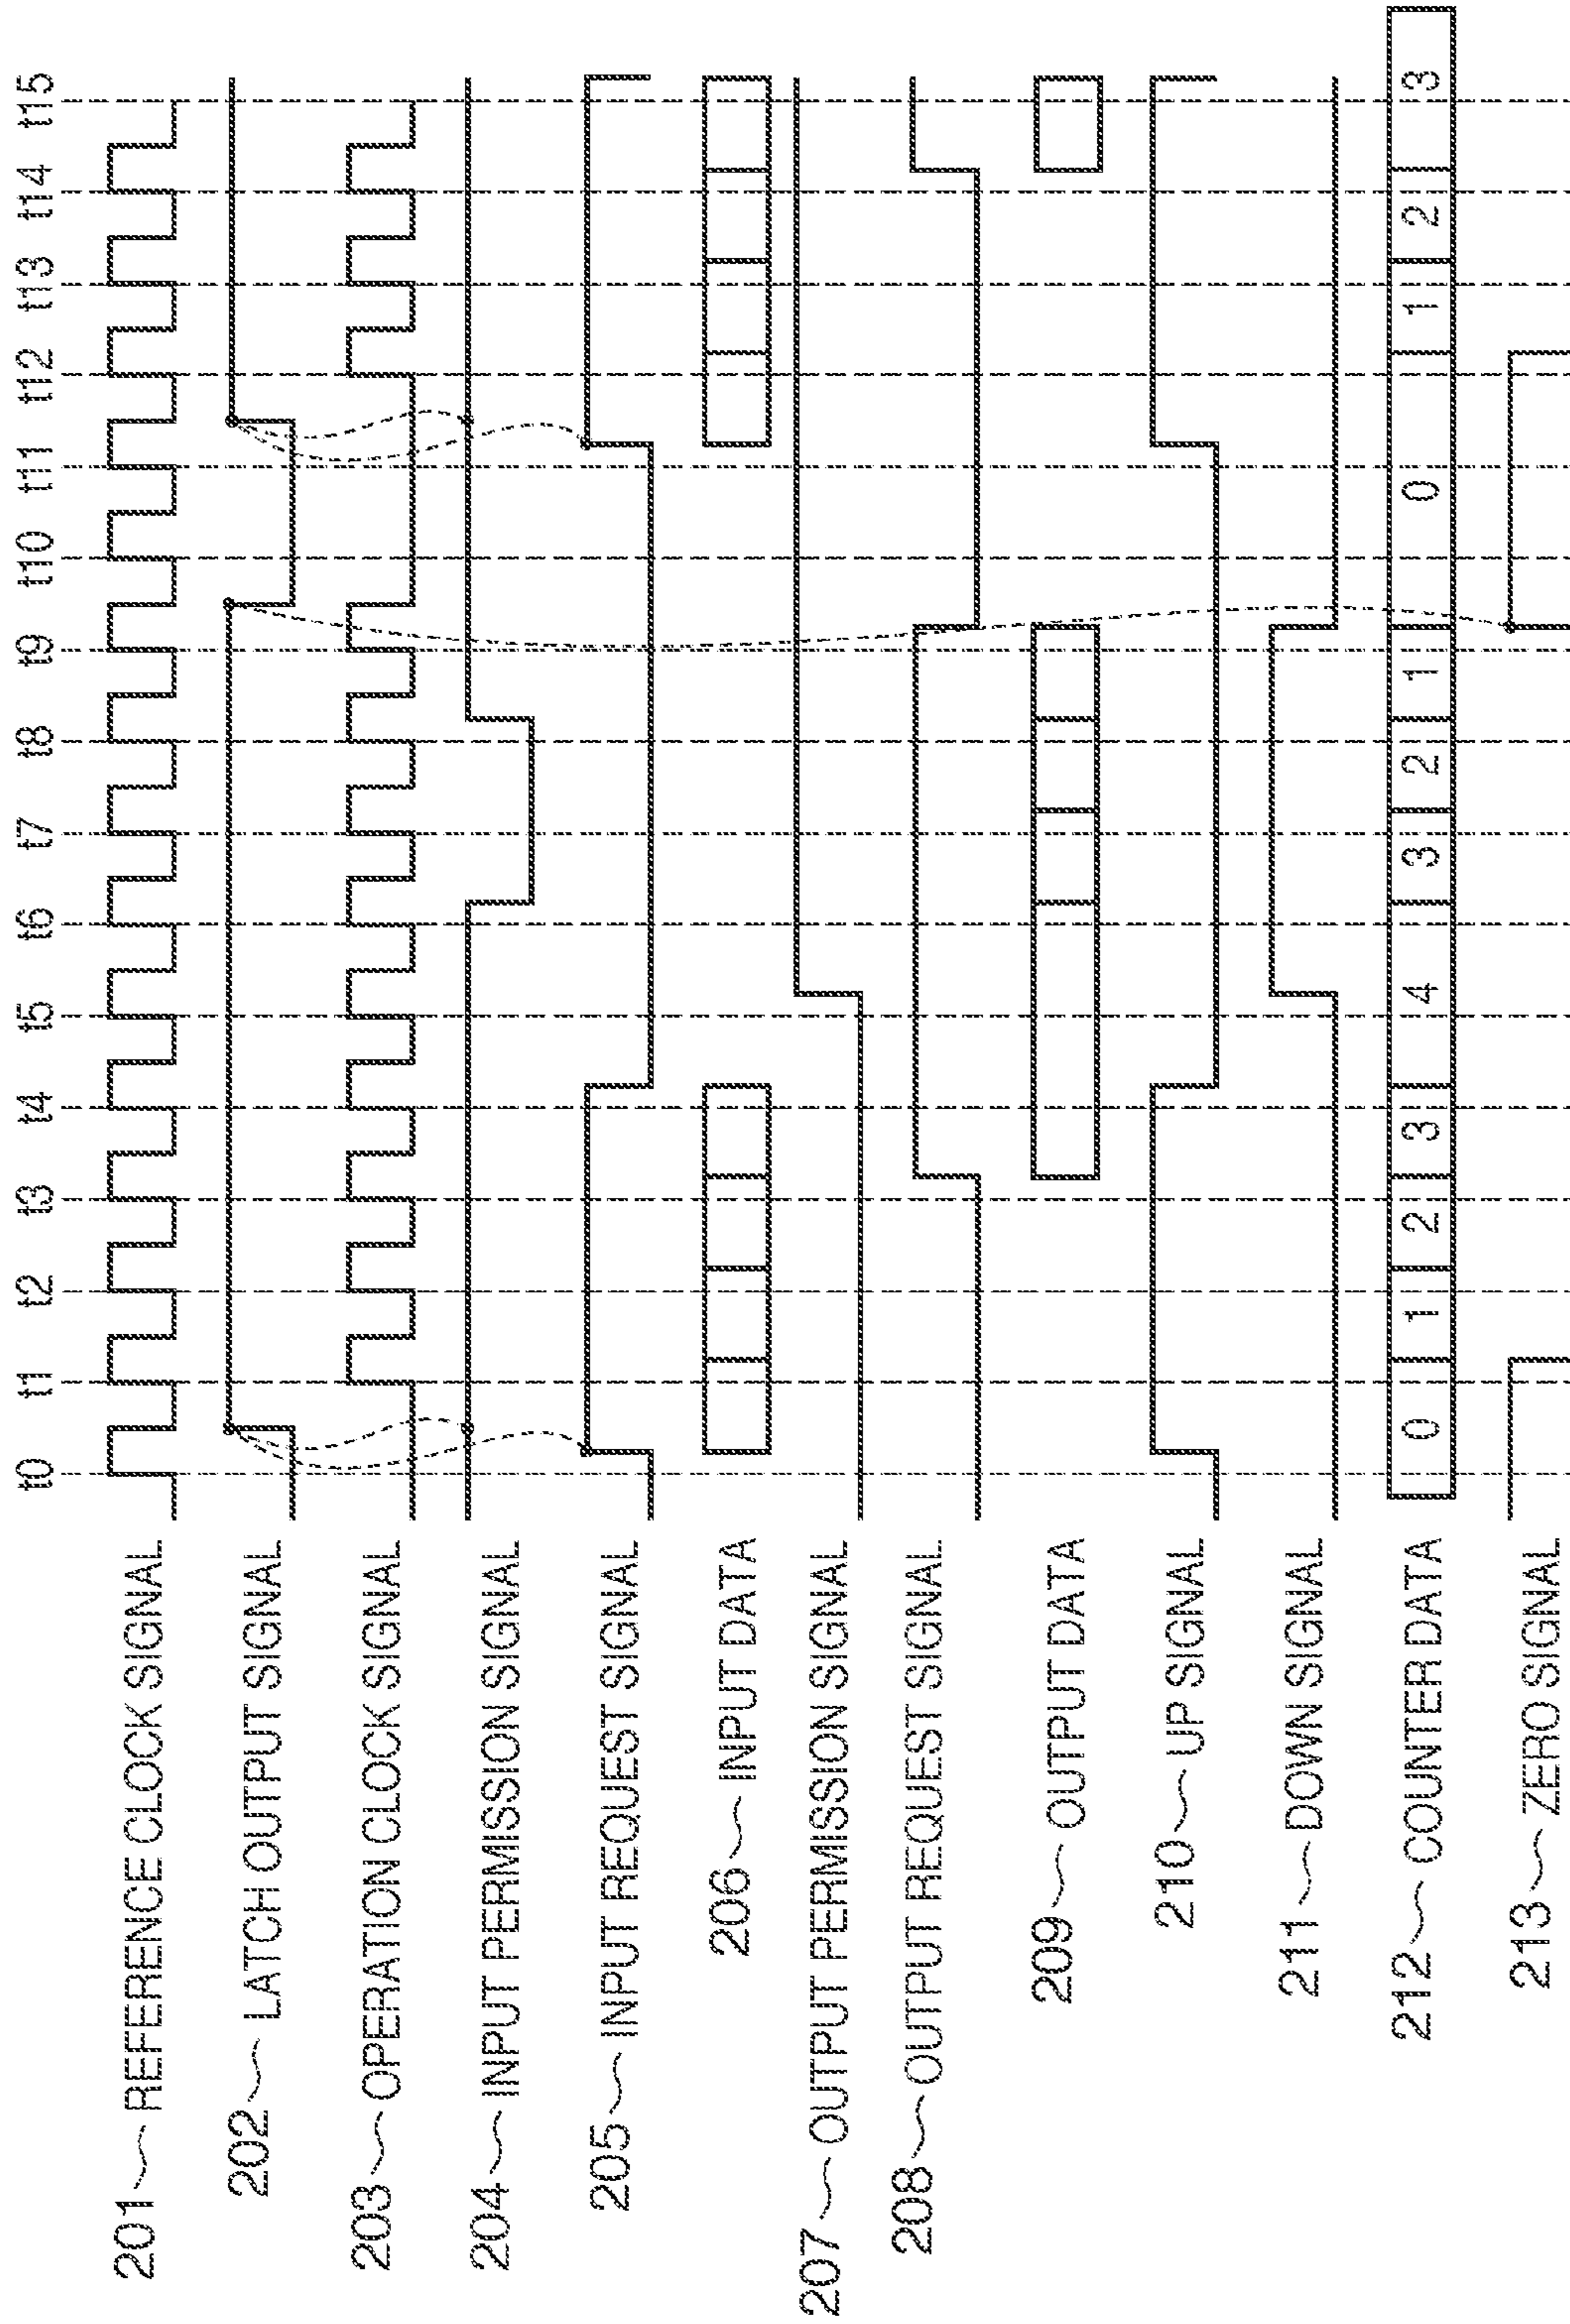 t0 t1 t2 t3 t4 t5 t6 t7 t8 t9 t10 t11 t12 t13 t14 t15
201 REFERENCE CLOCK SIGNAL
202 LATCH OUTPUT SIGNAL
203 OPERATION CLOCK SIGNAL
204 INPUT PERMISSION SIGNAL
205 INPUT REQUEST SIGNAL
206 INPUT DATA
207 OUTPUT PERMISSION SIGNAL
208 OUTPUT REQUEST SIGNAL
209 OUTPUT DATA
210 UP SIGNAL
211 DOWN SIGNAL
212 COUNTER DATA 0 1 2 3 4 3 2 1 0 1 2 3
213 ZERO SIGNAL